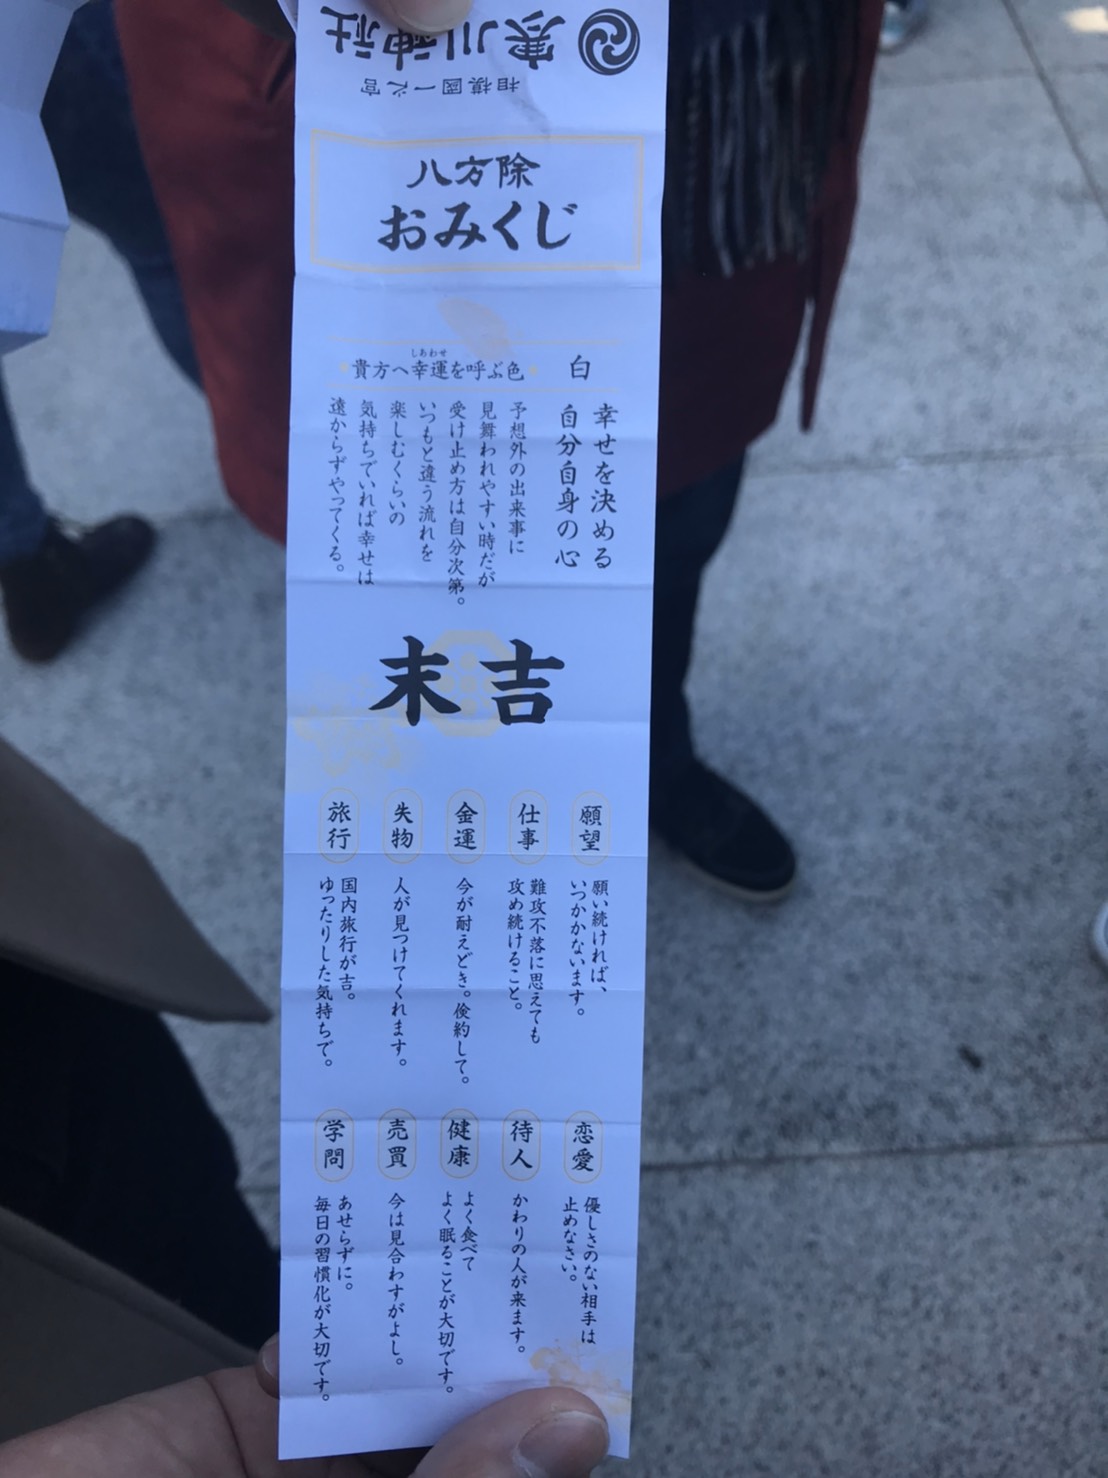 寒川神社
相模國一之宮
八方除
おみくじ
白
しあわせ
貴方へ幸運を呼ぶ色
幸せを決める
自分自身の心
予想外の出来事に
見舞われやすい時だが
受け止め方は自分次第。
いつもと違う流れを
楽しむくらいの
気持ちでいれば幸せは
遠からずやってくる。
末吉
願望
願い続ければ、
いつかかないます。
仕事
難攻不落に思えても
攻め続けること。
金運
今が耐えどき。倹約して。
失物
人が見つけてくれます。
旅行
国内旅行が吉。
ゆったりした気持ちで。
恋愛
優しさのない相手は
止めなさい。
待人
かわりの人が来ます。
健康
よく食べて
よく眠ることが大切です。
売買
今は見合わすがよし。
学問
あせらずに。
毎日の習慣化が大切です。